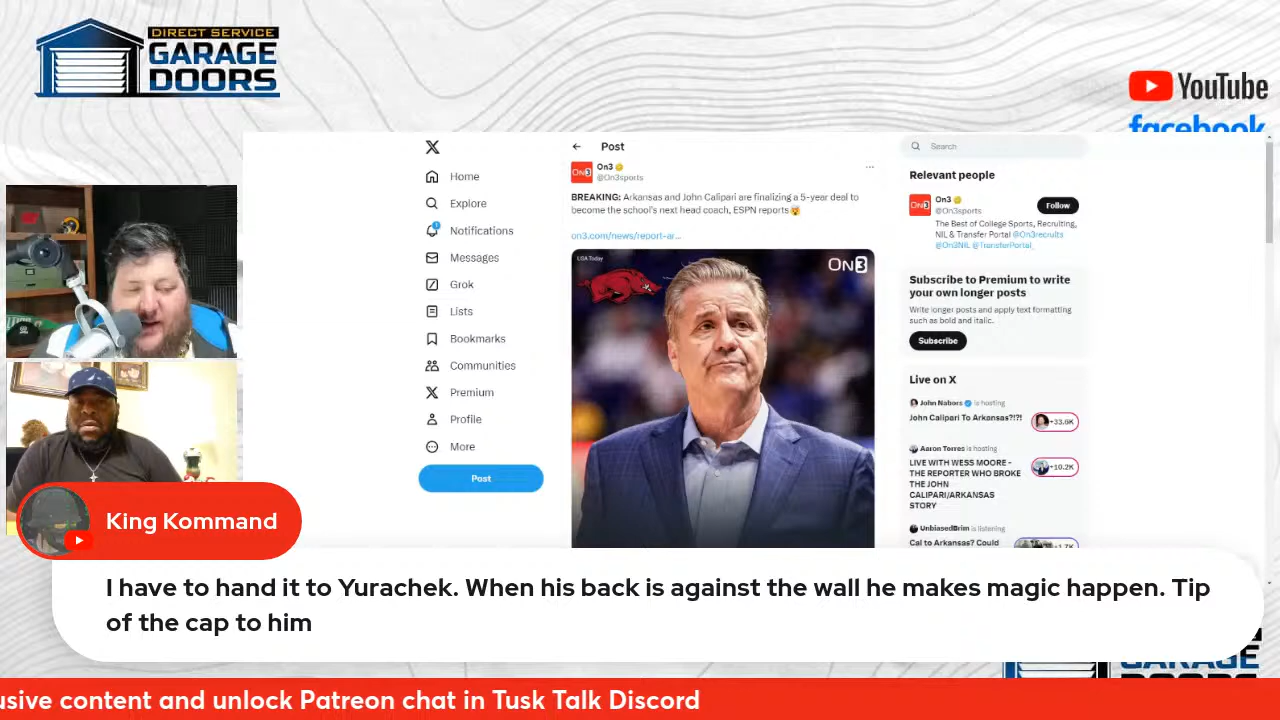 DIRECT SERVICE
GARAGE
DOORS
YouTube
facebook
Home
Explore
Notifications
Messages
Grok
Lists
Bookmarks
Communities
Premium
Profile
More
Post
Post
On3
@On3sports
BREAKING: Arkansas and John Calipari are finalizing a 5-year deal to
become the school's next head coach, ESPN reports
on3.com/news/report-ar...
USA Today
On3
Search
Relevant people
On3
@On3sports
Follow
The Best of College Sports, Recruiting,
NIL & Transfer Portal @On3recruits
@On3NIL @TransferPortal_
Subscribe to Premium to write
your own longer posts
Write longer posts and apply text formatting
such as bold and italic.
Subscribe
Live on X
John Nabors is hosting
John Calipari To Arkansas?!?!
+33.6K
Aaron Torres is hosting
LIVE WITH WESS MOORE -
THE REPORTER WHO BROKE
THE JOHN
CALIPARI/ARKANSAS
STORY
+10.2K
UnbiasedBrim is listening
Cal to Arkansas? Could
King Kommand
I have to hand it to Yurachek. When his back is against the wall he makes magic happen. Tip
of the cap to him
GARAGE
usive content and unlock Patreon chat in Tusk Talk Discord